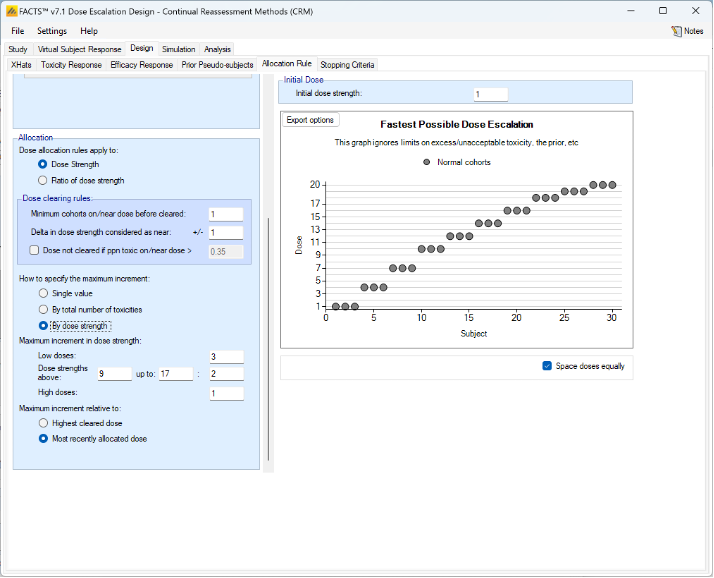 FACTS™ v7.1 Dose Escalation Design - Continual Reassessment Methods (CRM)
File Settings Help
Notes
Study Virtual Subject Response Design Simulation Analysis
XHats Toxicity Response Efficacy Response Prior Pseudo-subjects Allocation Rule Stopping Criteria
Initial Dose
Initial dose strength: 1
Export options
Fastest Possible Dose Escalation
This graph ignores limits on excess/unacceptable toxicity, the prior, etc
Normal cohorts
20
17
15
13
11
9
7
5
3
1
Dose
0 5 10 15 20 25 30
Subject
Space doses equally
Allocation
Dose allocation rules apply to:
Dose Strength
Ratio of dose strength
Dose clearing rules:
Minimum cohorts on/near dose before cleared: 1
Delta in dose strength considered as near: +/- 1
Dose not cleared if ppn toxic on/near dose > 0.35
How to specify the maximum increment:
Single value
By total number of toxicities
By dose strength
Maximum increment in dose strength:
Low doses: 3
Dose strengths
above: 9 up to: 17 : 2
High doses: 1
Maximum increment relative to:
Highest cleared dose
Most recently allocated dose